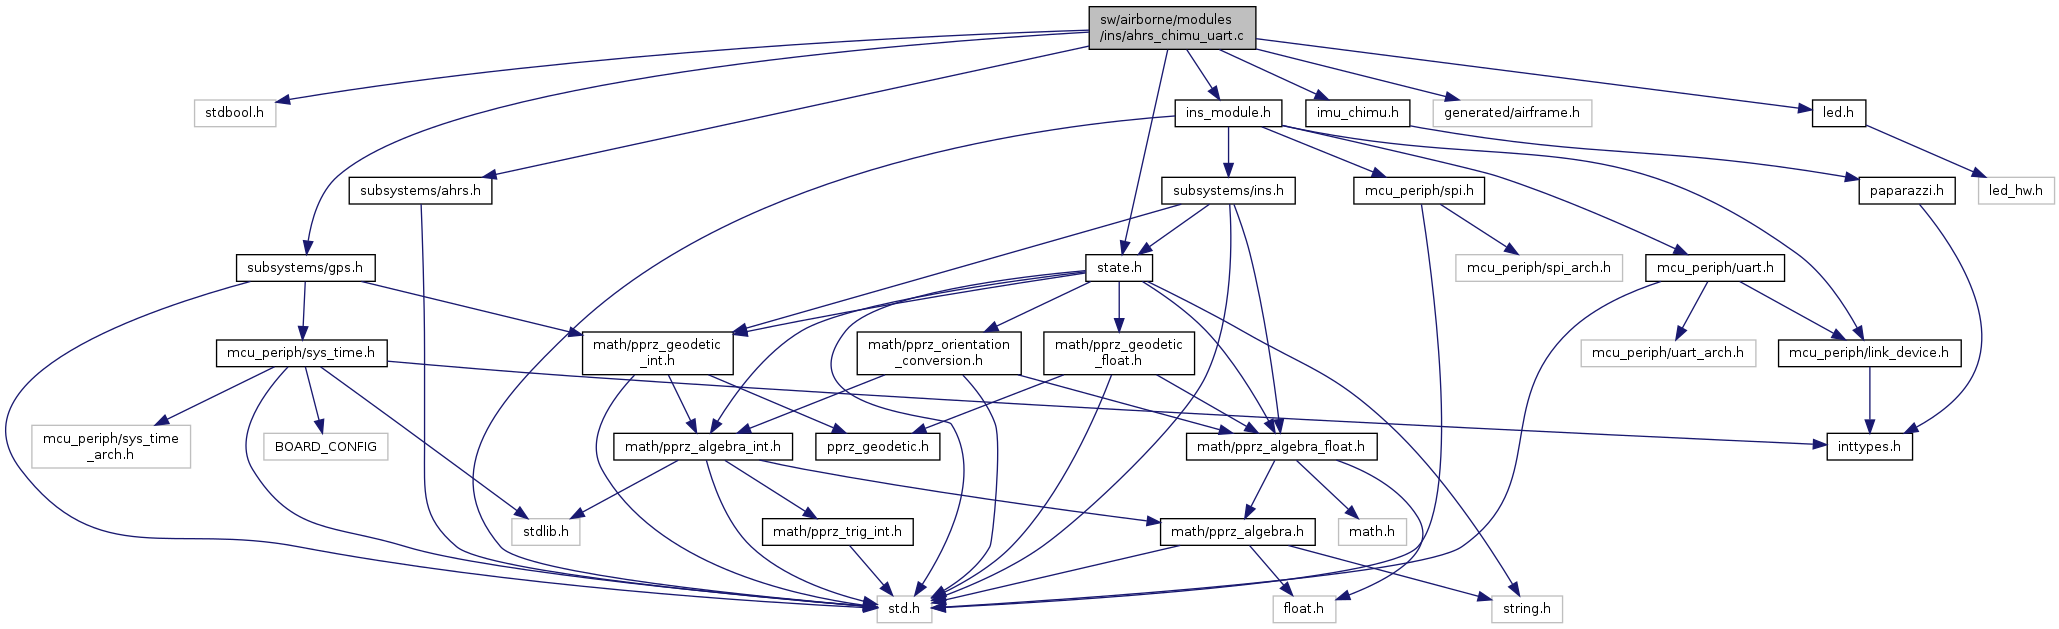 sw/airborne/modules
/ins/ahrs_chimu_uart.c
stdbool.h
ins_module.h
imu_chimu.h
generated/airframe.h
led.h
subsystems/ahrs.h
subsystems/ins.h
mcu_periph/spi.h
paparazzi.h
led_hw.h
subsystems/gps.h
state.h
mcu_periph/spi_arch.h
mcu_periph/uart.h
mcu_periph/sys_time.h
math/pprz_geodetic
_int.h
math/pprz_orientation
_conversion.h
math/pprz_geodetic
_float.h
mcu_periph/uart_arch.h
mcu_periph/link_device.h
mcu_periph/sys_time
_arch.h
BOARD_CONFIG
math/pprz_algebra_int.h
pprz_geodetic.h
math/pprz_algebra_float.h
inttypes.h
stdlib.h
math/pprz_trig_int.h
math/pprz_algebra.h
math.h
std.h
float.h
string.h